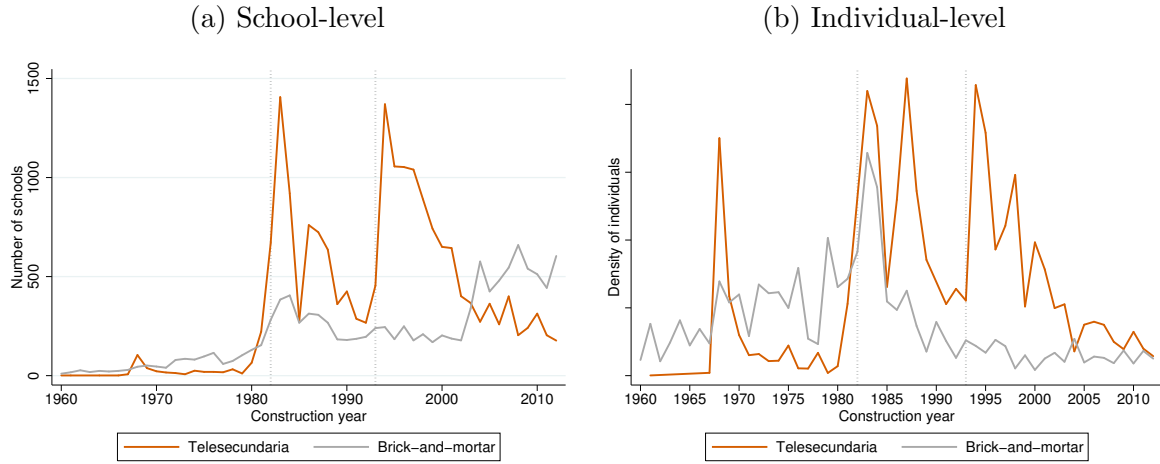 (a) School-level
Number of schools
1500
1000
500
0
1960 1970 1980 1990 2000 2010
Construction year
Telesecundaria Brick-and-mortar
(b) Individual-level
Density of individuals
1960 1965 1970 1975 1980 1985 1990 1995 2000 2005 2010
Construction year
Telesecundaria Brick-and-mortar